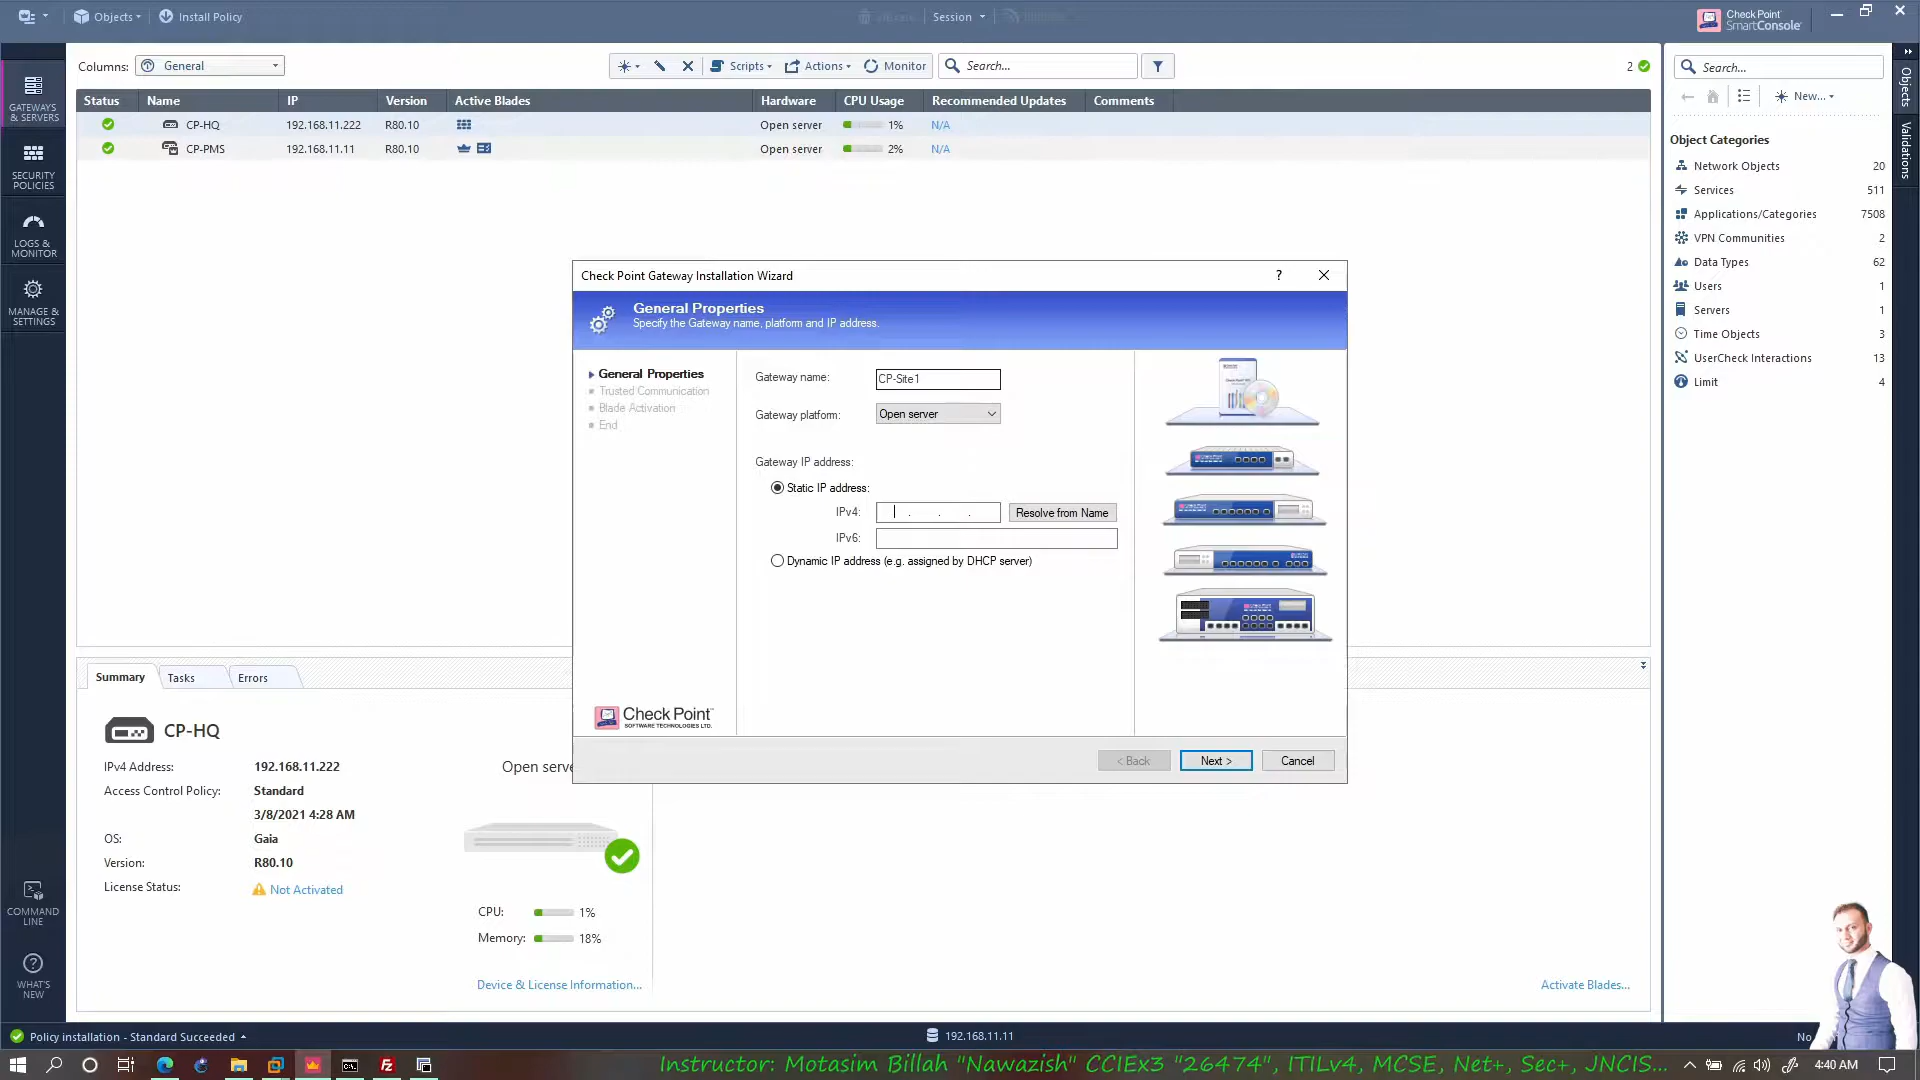 Objects
Install Policy
Session
Check Point
SmartConsole
GATEWAYS
& SERVERS
SECURITY
POLICIES
LOGS &
MONITOR
MANAGE &
SETTINGS
COMMAND
LINE
WHAT'S
NEW
Columns:
General
Scripts
Actions
Monitor
Search...
2
Status Name IP Version Active Blades Hardware CPU Usage Recommended Updates Comments
CP-HQ 192.168.11.222 R80.10 Open server 1% N/A
CP-PMS 192.168.11.11 R80.10 Open server 2% N/A
Check Point Gateway Installation Wizard
?
General Properties
Specify the Gateway name, platform and IP address.
General Properties
Trusted Communication
Blade Activation
End
Gateway name: CP-Site1
Gateway platform: Open server
Gateway IP address:
Static IP address:
IPv4: . . . Resolve from Name
IPv6:
Dynamic IP address (e.g. assigned by DHCP server)
Check Point
SOFTWARE TECHNOLOGIES LTD.
< Back Next > Cancel
Summary Tasks Errors
CP-HQ
IPv4 Address: 192.168.11.222
Access Control Policy: Standard
3/8/2021 4:28 AM
OS: Gaia
Version: R80.10
License Status: Not Activated
Open serve
CPU: 1%
Memory: 18%
Device & License Information...
Activate Blades...
Search...
New...
Object Categories
Network Objects 20
Services 511
Applications/Categories 7508
VPN Communities 2
Data Types 62
Users 1
Servers 1
Time Objects 3
UserCheck Interactions 13
Limit 4
Objects
Validations
Policy installation - Standard Succeeded
192.168.11.11
No
Instructor: Motasim Billah "Nawazish" CCIEx3 "26474", ITILv4, MCSE, Net+, Sec+, JNCIS...
4:40 AM